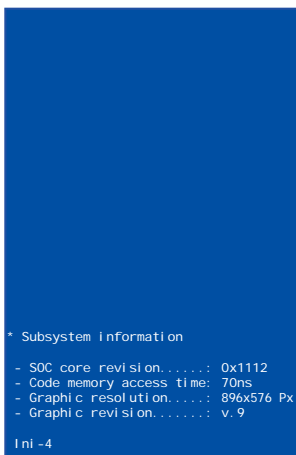 * Subsystem information
- SOC core revision......: 0x1112
- Code memory access time: 70ns
- Graphic resolution.....: 896x576 Px
- Graphic revision.......: v.9
Ini-4